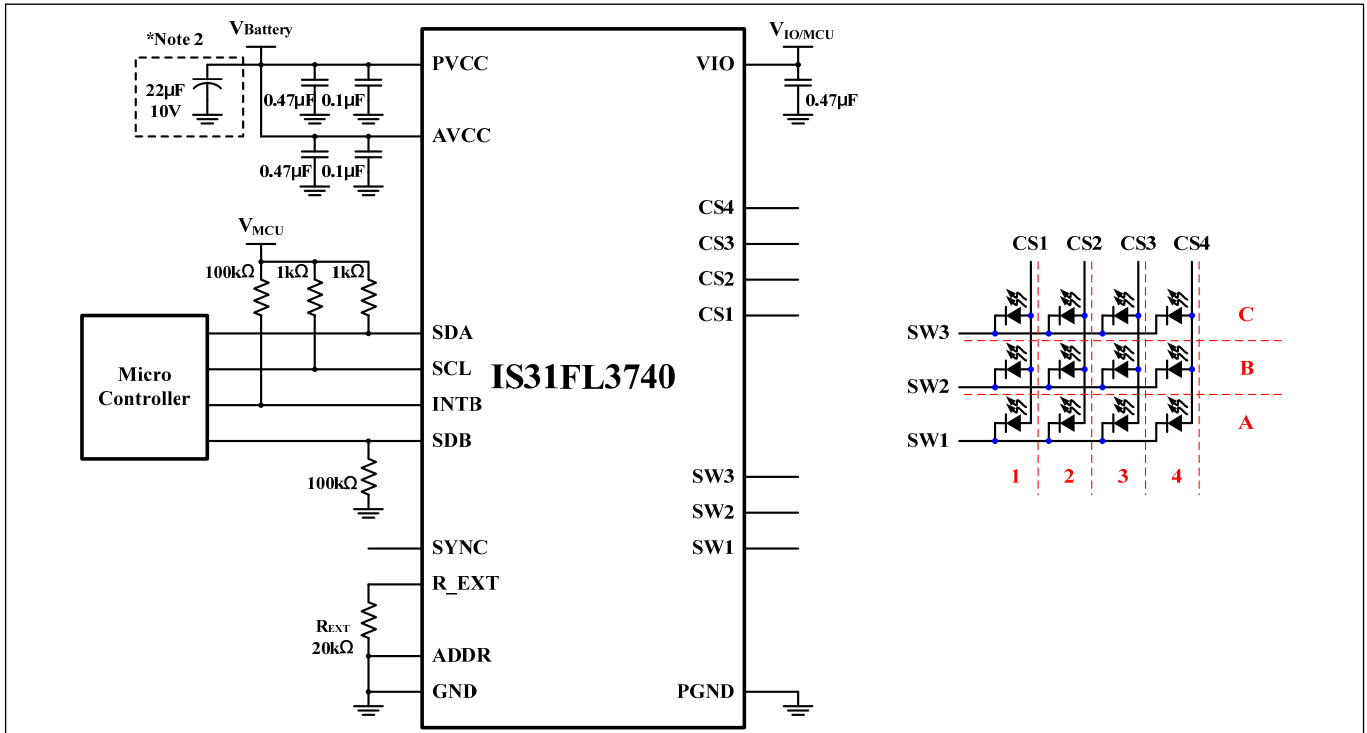 *Note 2
VBattery
22µF
10V
0.47µF
0.1µF
0.47µF
0.1µF
VMCU
100kΩ
1kΩ
1kΩ
Micro
Controller
100kΩ
REXT
20kΩ
PVCC
AVCC
SDA
SCL
INTB
SDB
SYNC
R_EXT
ADDR
GND
IS31FL3740
VIO
CS4
CS3
CS2
CS1
SW3
SW2
SW1
PGND
VIO/MCU
0.47µF
CS1 CS2 CS3 CS4
SW3 C
SW2 B
SW1 A
1 2 3 4